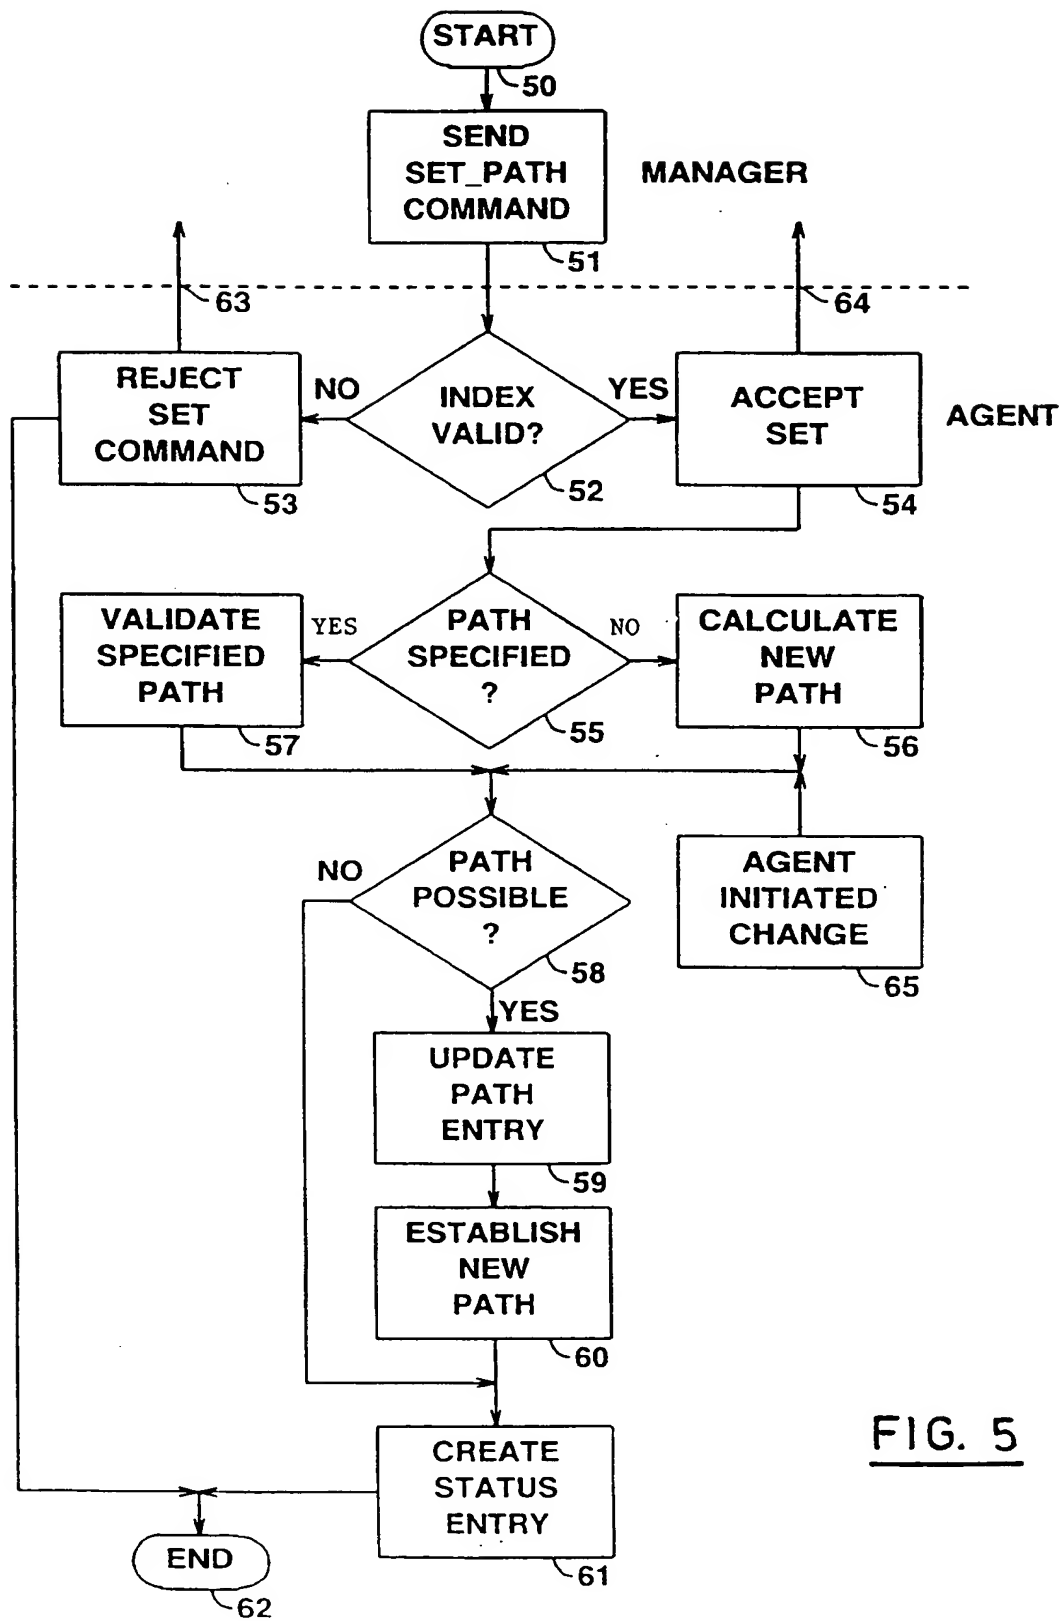 START
50
SEND
SET_PATH
COMMAND
51
MANAGER
63
64
REJECT
SET
COMMAND
53
NO
INDEX
VALID?
52
YES
ACCEPT
SET
54
AGENT
VALIDATE
SPECIFIED
PATH
57
YES
PATH
SPECIFIED
?
55
NO
CALCULATE
NEW
PATH
56
NO
PATH
POSSIBLE
?
58
AGENT
INITIATED
CHANGE
65
YES
UPDATE
PATH
ENTRY
59
ESTABLISH
NEW
PATH
60
CREATE
STATUS
ENTRY
61
END
62
FIG. 5